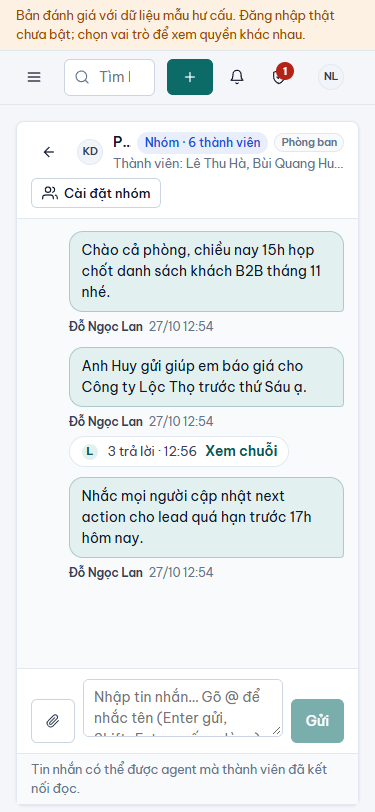 Bản đánh giá với dữ liệu mẫu hư cấu. Đăng nhập thật
chưa bật; chọn vai trò để xem quyền khác nhau.
Tìm
1
NL
KD
P...
Nhóm · 6 thành viên
Phòng ban
Thành viên: Lê Thu Hà, Bùi Quang Hu...
Cài đặt nhóm
Chào cả phòng, chiều nay 15h họp
chốt danh sách khách B2B tháng 11
nhé.
Đỗ Ngọc Lan 27/10 12:54
Anh Huy gửi giúp em báo giá cho
Công ty Lộc Thọ trước thứ Sáu ạ.
Đỗ Ngọc Lan 27/10 12:54
L 3 trả lời · 12:56 Xem chuỗi
Nhắc mọi người cập nhật next
action cho lead quá hạn trước 17h
hôm nay.
Đỗ Ngọc Lan 27/10 12:54
Nhập tin nhắn... Gõ @ để
nhắc tên (Enter gửi,
Gửi
Tin nhắn có thể được agent mà thành viên đã kết
nối đọc.